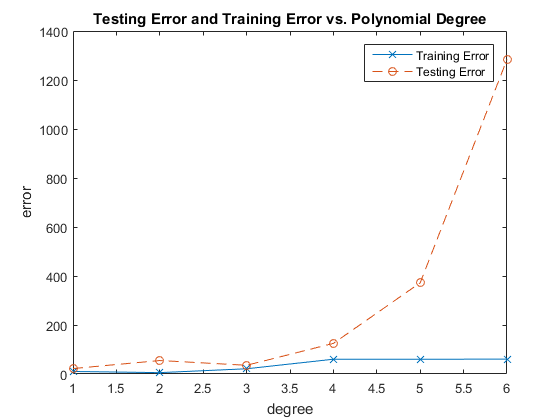 Testing Error and Training Error vs. Polynomial Degree
1400
1200
1000
800
600
400
200
0
error
Training Error
Testing Error
1 1.5 2 2.5 3 3.5 4 4.5 5 5.5 6
degree